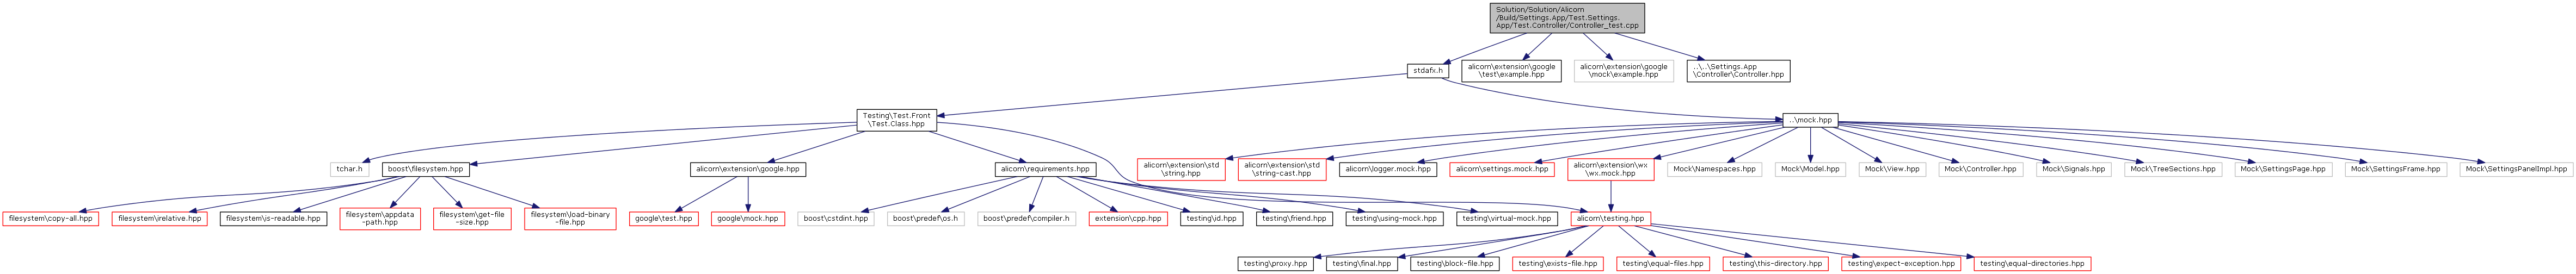 Solution/Solution/Alicorn
/Build/Settings.App/Test.Settings.
App/Test.Controller/Controller_test.cpp
stdafx.h
alicorn\extension\google
\test\example.hpp
alicorn\extension\google
\mock\example.hpp
..\..\Settings.App
\Controller\Controller.hpp
Testing\Test.Front
\Test.Class.hpp
..\mock.hpp
tchar.h
boost\filesystem.hpp
alicorn\extension\google.hpp
alicorn\requirements.hpp
alicorn\extension\std
\string.hpp
alicorn\extension\std
\string-cast.hpp
alicorn\logger.mock.hpp
alicorn\settings.mock.hpp
alicorn\extension\wx
\wx.mock.hpp
Mock\Namespaces.hpp
Mock\Model.hpp
Mock\View.hpp
Mock\Controller.hpp
Mock\Signals.hpp
Mock\TreeSections.hpp
Mock\SettingsPage.hpp
Mock\SettingsFrame.hpp
Mock\SettingsPanelImpl.hpp
filesystem\copy-all.hpp
filesystem\irelative.hpp
filesystem\is-readable.hpp
filesystem\appdata
-path.hpp
filesystem\get-file
-size.hpp
filesystem\load-binary
-file.hpp
google\test.hpp
google\mock.hpp
boost\cstdint.hpp
boost\predef\os.h
boost\predef\compiler.h
extension\cpp.hpp
testing\id.hpp
testing\friend.hpp
testing\using-mock.hpp
testing\virtual-mock.hpp
alicorn\testing.hpp
testing\proxy.hpp
testing\final.hpp
testing\block-file.hpp
testing\exists-file.hpp
testing\equal-files.hpp
testing\this-directory.hpp
testing\expect-exception.hpp
testing\equal-directories.hpp